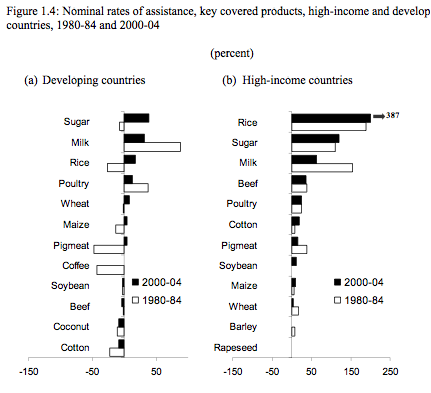 Figure 1.4: Nominal rates of assistance, key covered products, high-income and develop
countries, 1980-84 and 2000-04
(percent)
(a) Developing countries
Sugar
Milk
Rice
Poultry
Wheat
Maize
Pigmeat
Coffee
Soybean
Beef
Coconut
Cotton
2000-04
1980-84
-150 -50 50
(b) High-income countries
387
Rice
Sugar
Milk
Beef
Poultry
Cotton
Pigmeat
Soybean
Maize
Wheat
Barley
Rapeseed
2000-04
1980-84
-150 -50 50 150 250